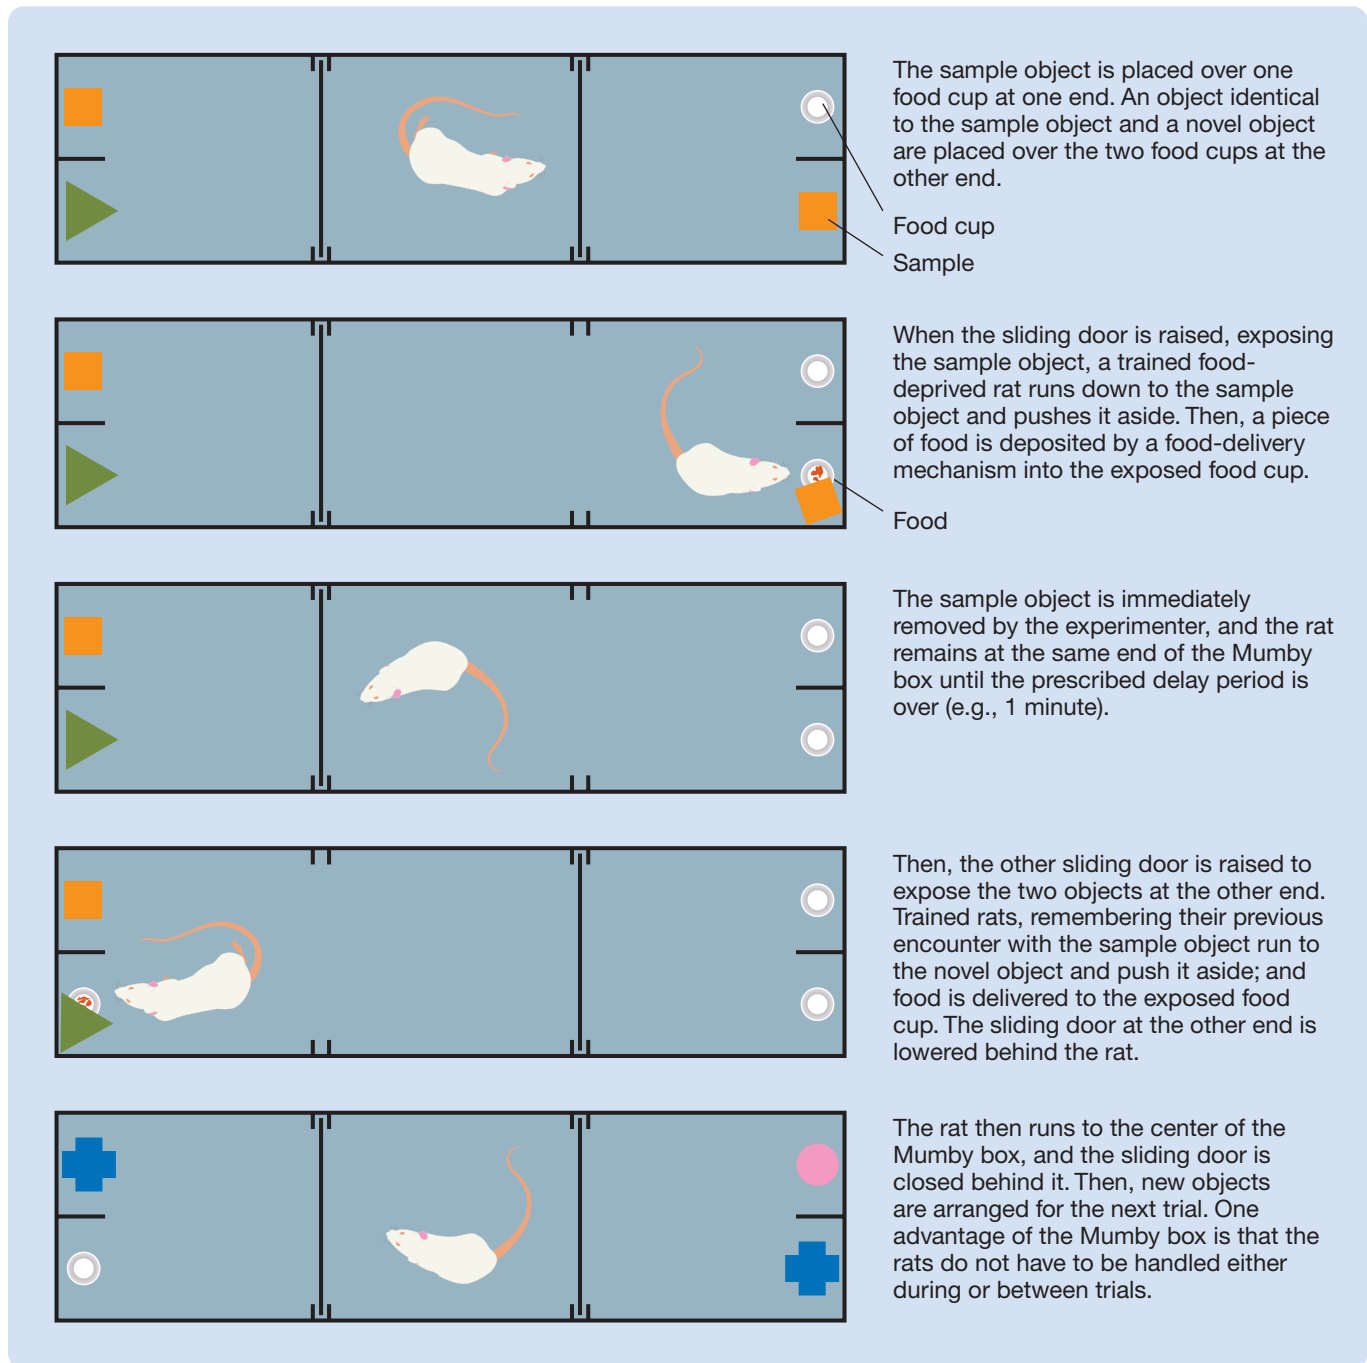 The sample object is placed over one
food cup at one end. An object identical
to the sample object and a novel object
are placed over the two food cups at the
other end.
Food cup
Sample
When the sliding door is raised, exposing
the sample object, a trained food-
deprived rat runs down to the sample
object and pushes it aside. Then, a piece
of food is deposited by a food-delivery
mechanism into the exposed food cup.
Food
The sample object is immediately
removed by the experimenter, and the rat
remains at the same end of the Mumby
box until the prescribed delay period is
over (e.g., 1 minute).
Then, the other sliding door is raised to
expose the two objects at the other end.
Trained rats, remembering their previous
encounter with the sample object run to
the novel object and push it aside; and
food is delivered to the exposed food
cup. The sliding door at the other end is
lowered behind the rat.
The rat then runs to the center of the
Mumby box, and the sliding door is
closed behind it. Then, new objects
are arranged for the next trial. One
advantage of the Mumby box is that the
rats do not have to be handled either
during or between trials.